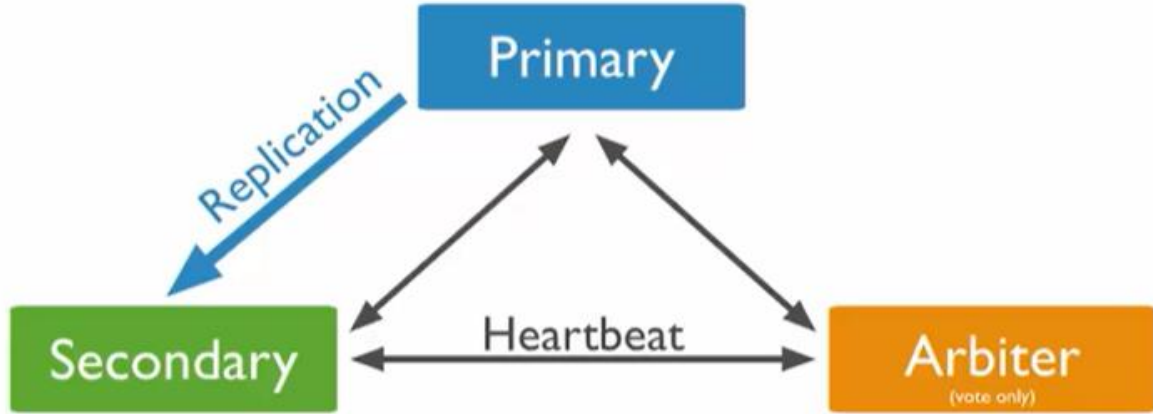 Primary
Replication
Heartbeat
Secondary
Arbiter
(vote only)